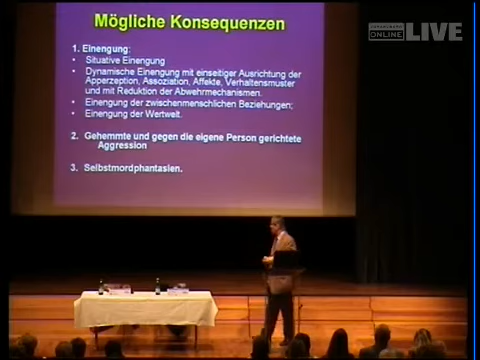 ONLINE LIVE
Mögliche Konsequenzen
1. Einengung:
• Situative Einengung
• Dynamische Einengung mit einseitiger Ausrichtung der
Apperzeption, Assoziation, Affekte, Verhaltensmuster
und mit Reduktion der Abwehrmechanismen.
• Einengung der zwischenmenschlichen Beziehungen;
• Einengung der Wertwelt.
2. Gehemmte und gegen die eigene Person gerichtete
Aggression
3. Selbstmordphantasien.